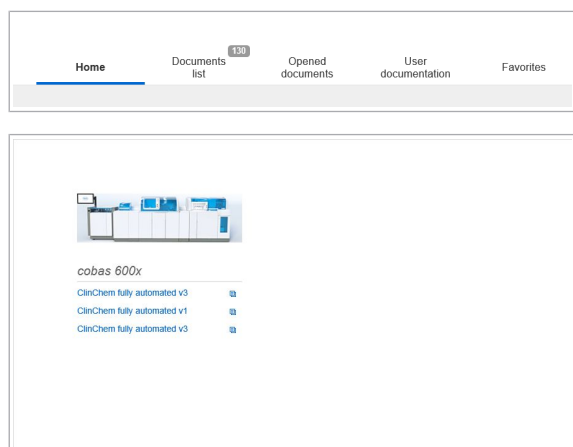 130
Home
Documents
list
Opened
documents
User
documentation
Favorites
cobas 600x
ClinChem fully automated v3
ClinChem fully automated v1
ClinChem fully automated v3